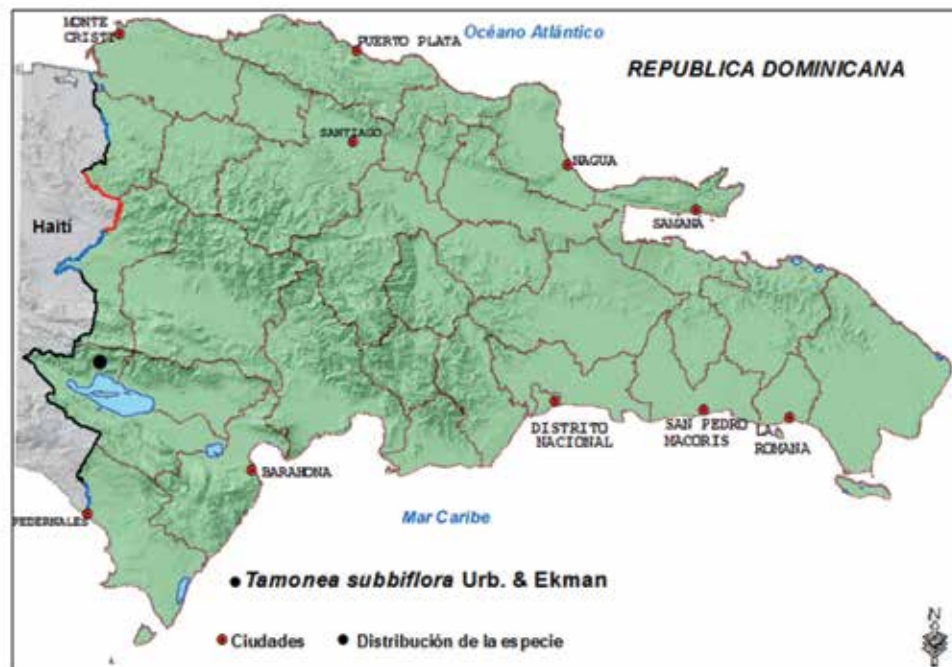 MONTE
CRISTI
PUERTO PLATA
Océano Atlántico
REPUBLICA DOMINICANA
SANTIAGO
NAGUA
SAMANA
Haití
DISTRITO
NACIONAL
SAN PEDRO
MACORIS
LA
ROMANA
BARAHONA
PEDERNALES
Mar Caribe
Tamonea subbiflora Urb. & Ekman
Ciudades
Distribución de la especie